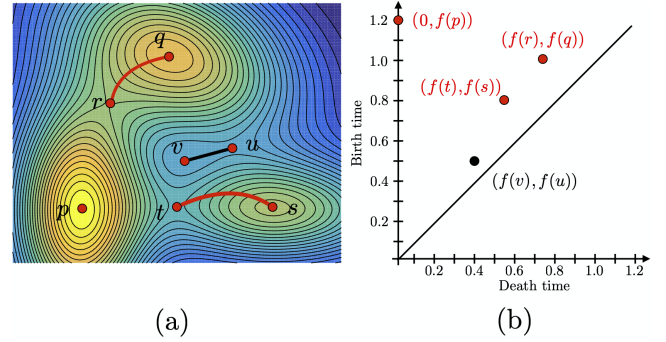 q
r
v
u
p
t
s
(a)
1.2
1.0
0.8
0.6
0.4
0.2
Birth time
(0, f(p))
(f(r), f(q))
(f(t), f(s))
(f(v), f(u))
0.2 0.4 0.6 0.8 1.0 1.2
Death time
(b)